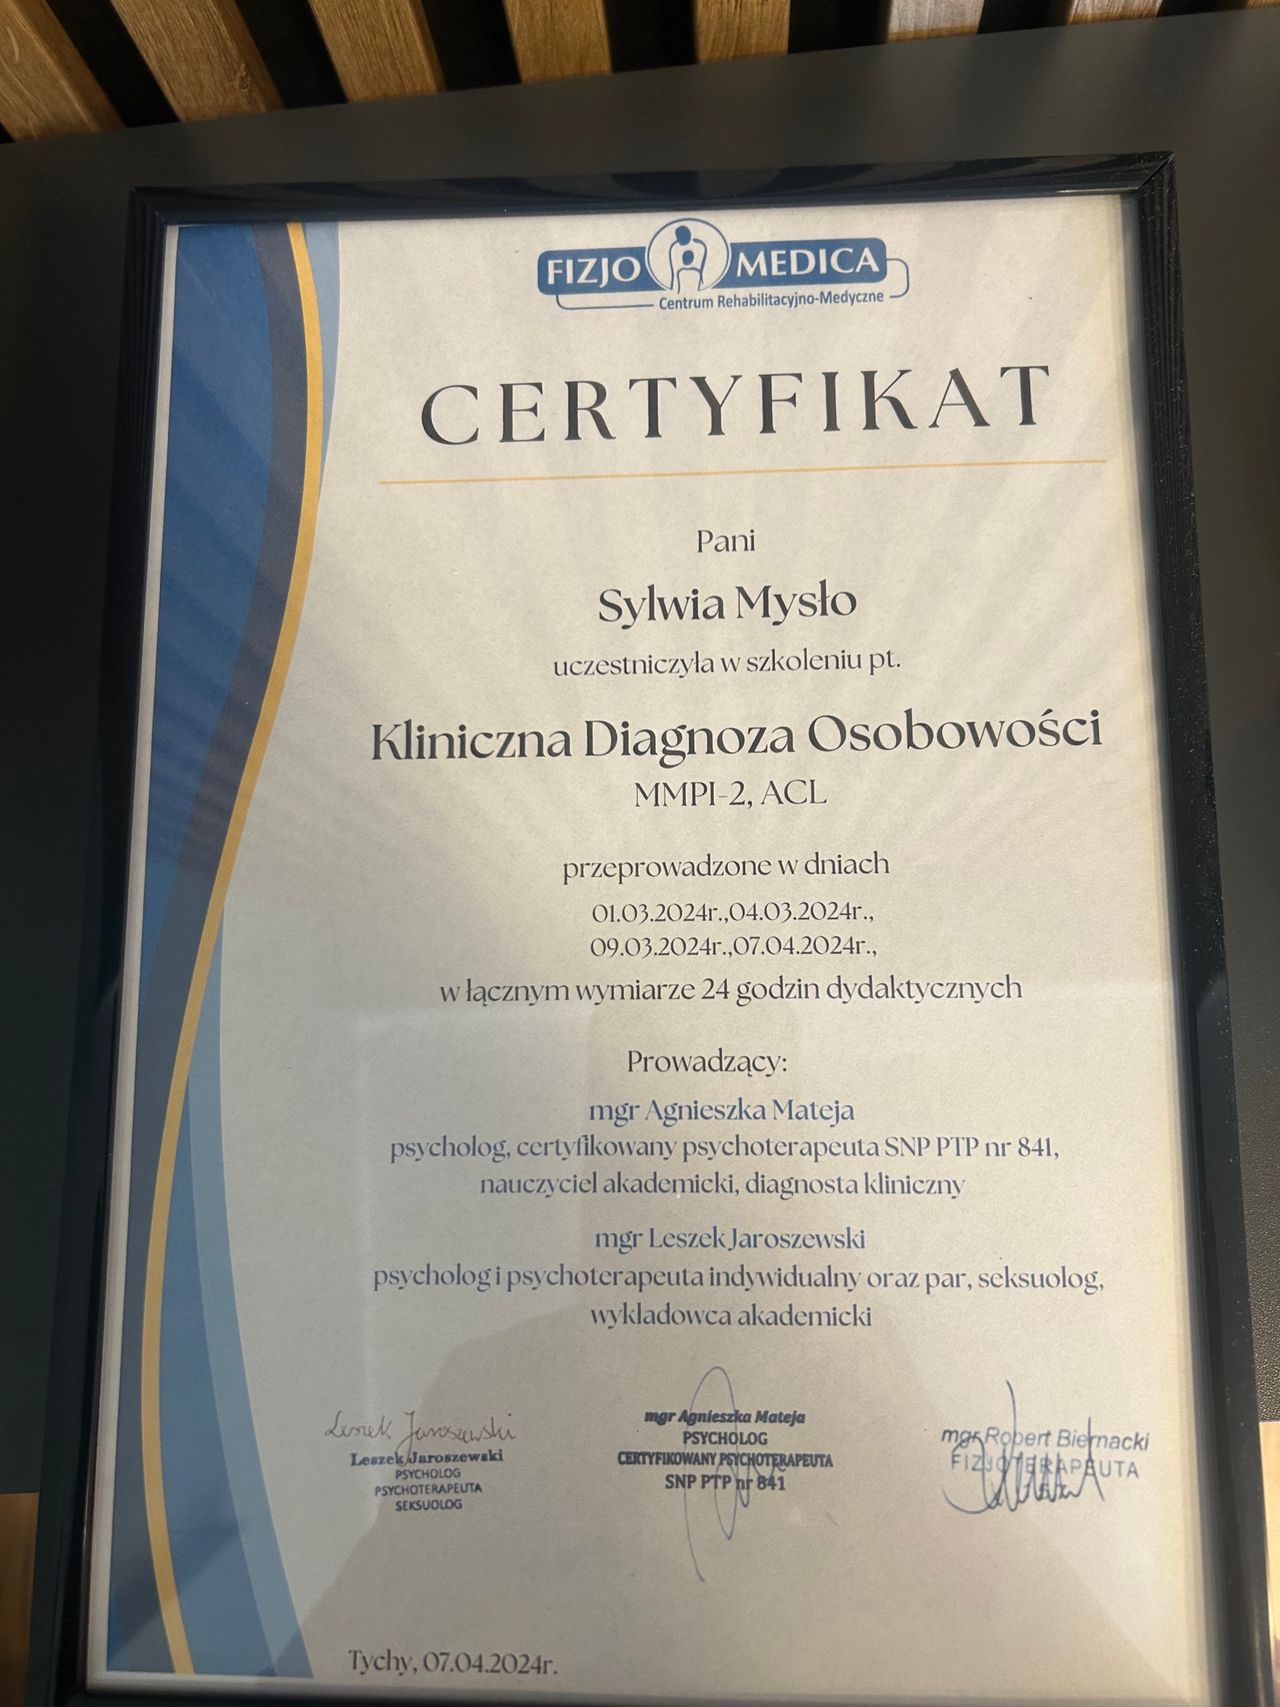 FIZJO MEDICA
Centrum Rehabilitacyjno-Medyczne
CERTYFIKAT
Pani
Sylwia Mysło
uczestniczyła w szkoleniu pt.
Kliniczna Diagnoza Osobowości
MMPI-2, ACL
przeprowadzone w dniach
01.03.2024r.,04.03.2024r.,
09.03.2024r.,07.04.2024r.,
w łącznym wymiarze 24 godzin dydaktycznych
Prowadzący:
mgr Agnieszka Mateja
psycholog, certyfikowany psychoterapeuta SNP PTP nr 841,
nauczyciel akademicki, diagnosta kliniczny
mgr Leszek Jaroszewski
psycholog i psychoterapeuta indywidualny oraz par, seksuolog,
wykładowca akademicki
Leszek Jaroszewski
Leszek Jaroszewski
PSYCHOLOG
PSYCHOTERAPEUTA
SEKSUOLOG
mgr Agnieszka Mateja
PSYCHOLOG
CERTYFIKOWANY PSYCHOTERAPEUTA
SNP PTP nr 841
mgr Robert Biernacki
FIZJOTERAPEUTA
Tychy, 07.04.2024r.